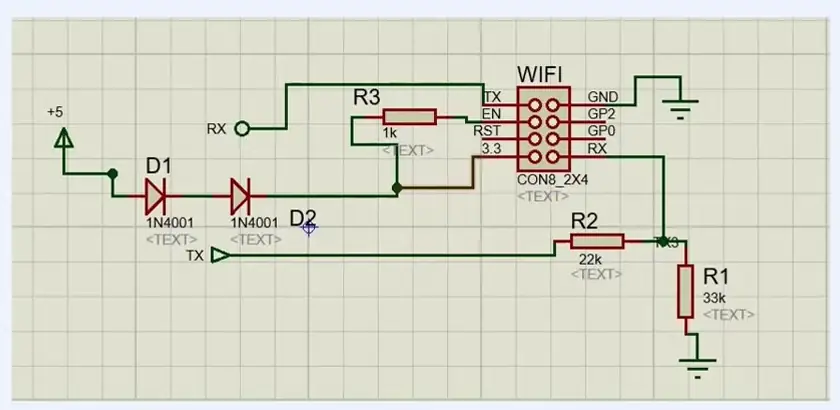 WIFI
+5
R3
TX
GND
EN
GP2
RX
1k
RST
GP0
<TEXT>
3.3
RX
D1
CON8_2X4
<TEXT>
1N4001
1N4001
D2
<TEXT>
<TEXT>
R2
TX
22k
<TEXT>
R1
33k
<TEXT>